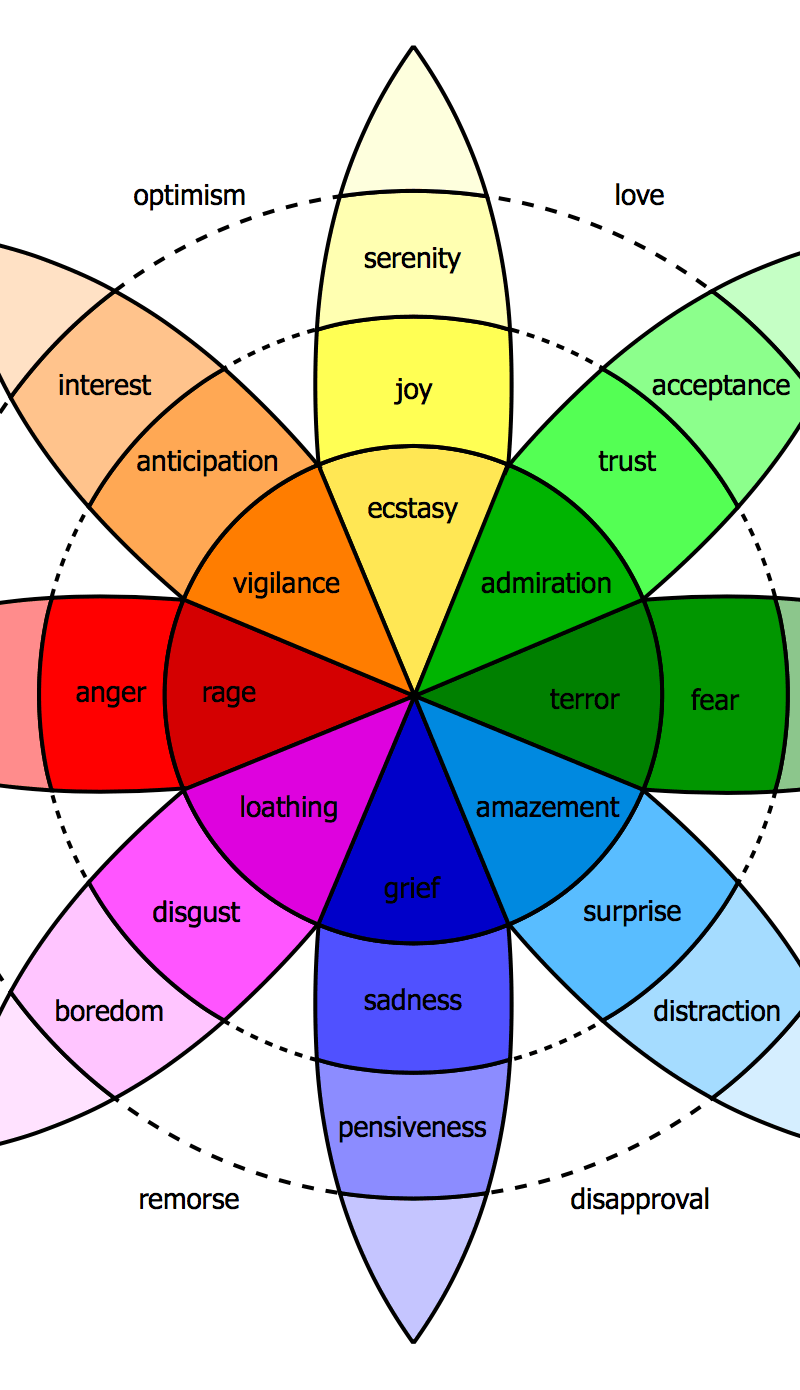 optimism
love
serenity
interest
joy
acceptance
anticipation
trust
ecstasy
vigilance
admiration
anger
rage
terror
fear
loathing
amazement
grief
disgust
surprise
sadness
boredom
distraction
pensiveness
remorse
disapproval